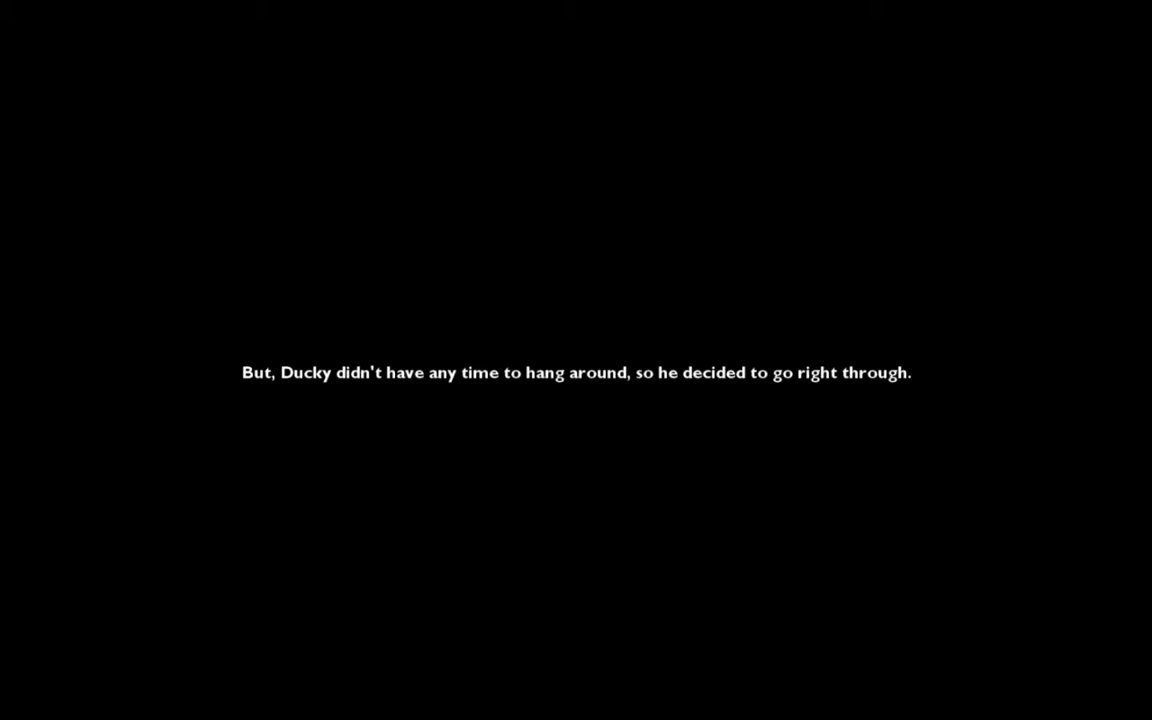 But, Ducky didn't have any time to hang around, so he decided to go right through.